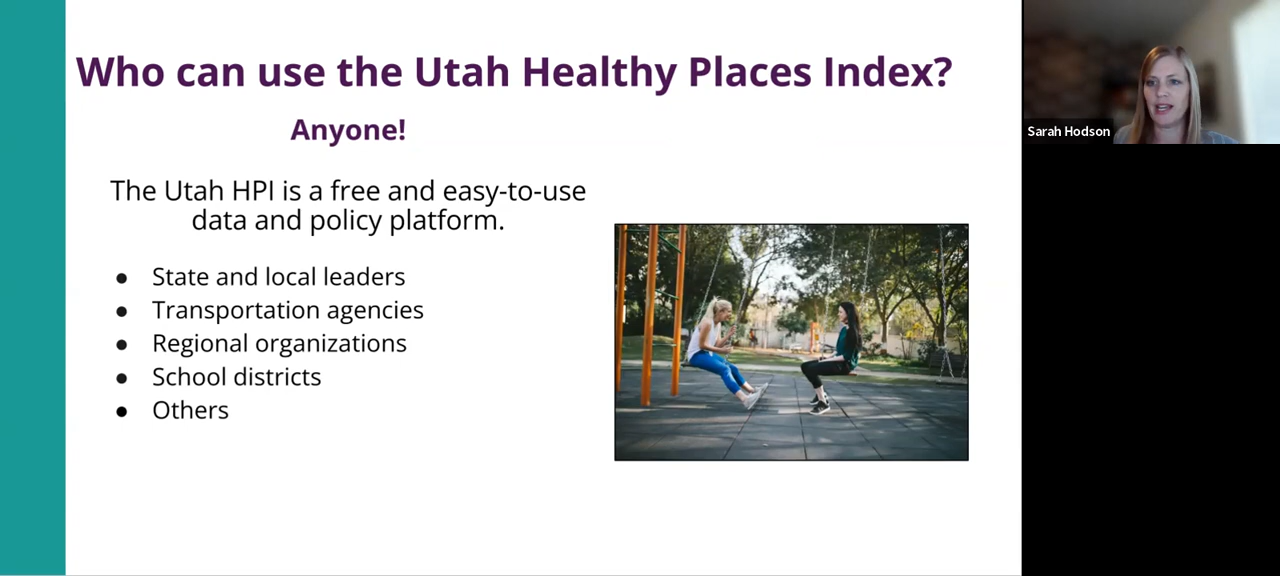 Who can use the Utah Healthy Places Index?
Anyone!
The Utah HPI is a free and easy-to-use
data and policy platform.
● State and local leaders
● Transportation agencies
● Regional organizations
● School districts
● Others
Sarah Hodson